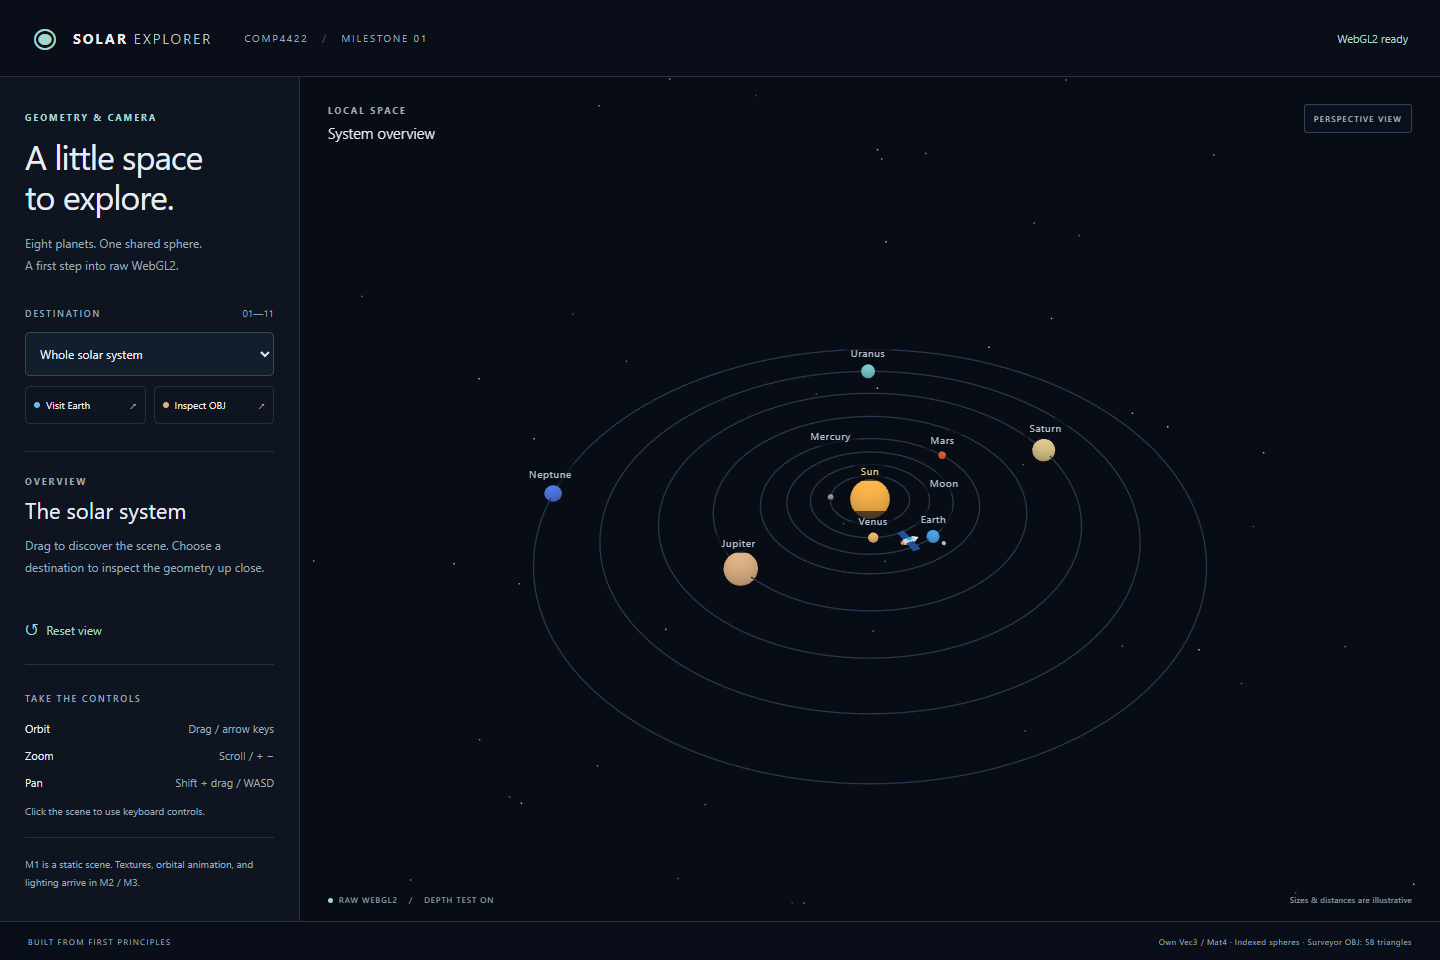 SOLAR EXPLORER
COMP4422 / MILESTONE 01
WebGL2 ready
GEOMETRY & CAMERA
A little space
to explore.
Eight planets. One shared sphere.
A first step into raw WebGL2.
DESTINATION
01—11
Whole solar system
Visit Earth ↗
Inspect OBJ ↗
OVERVIEW
The solar system
Drag to discover the scene. Choose a
destination to inspect the geometry up close.
↺ Reset view
TAKE THE CONTROLS
Orbit
Drag / arrow keys
Zoom
Scroll / + −
Pan
Shift + drag / WASD
Click the scene to use keyboard controls.
M1 is a static scene. Textures, orbital animation, and
lighting arrive in M2 / M3.
LOCAL SPACE
System overview
PERSPECTIVE VIEW
Uranus
Saturn
Mercury
Mars
Sun
Neptune
Moon
Venus
Earth
Jupiter
RAW WEBGL2 / DEPTH TEST ON
Sizes & distances are illustrative
BUILT FROM FIRST PRINCIPLES
Own Vec3 / Mat4 · Indexed spheres · Surveyor OBJ: 58 triangles